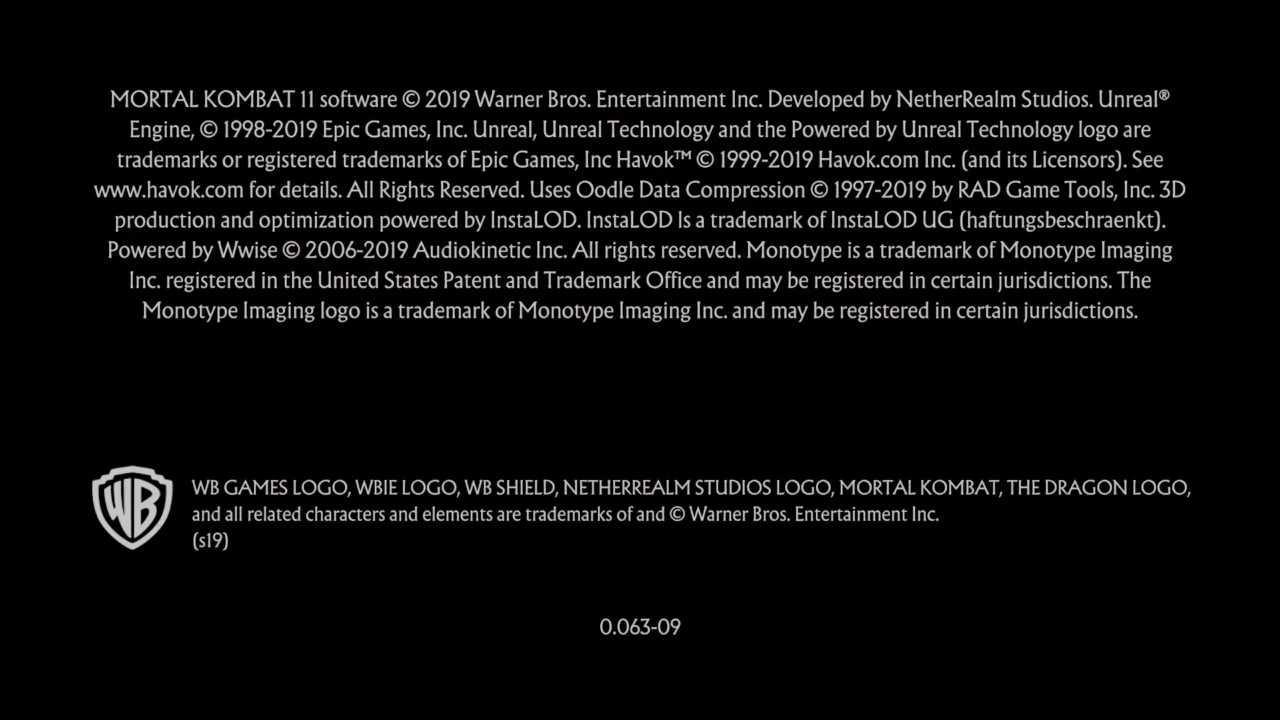 MORTAL KOMBAT 11 software © 2019 Warner Bros. Entertainment Inc. Developed by NetherRealm Studios. Unreal®
Engine, © 1998-2019 Epic Games, Inc. Unreal, Unreal Technology and the Powered by Unreal Technology logo are
trademarks or registered trademarks of Epic Games, Inc Havok™ © 1999-2019 Havok.com Inc. (and its Licensors). See
www.havok.com for details. All Rights Reserved. Uses Oodle Data Compression © 1997-2019 by RAD Game Tools, Inc. 3D
production and optimization powered by InstaLOD. InstaLOD Is a trademark of InstaLOD UG (haftungsbeschraenkt).
Powered by Wwise © 2006-2019 Audiokinetic Inc. All rights reserved. Monotype is a trademark of Monotype Imaging
Inc. registered in the United States Patent and Trademark Office and may be registered in certain jurisdictions. The
Monotype Imaging logo is a trademark of Monotype Imaging Inc. and may be registered in certain jurisdictions.
WB
WB GAMES LOGO, WBIE LOGO, WB SHIELD, NETHERREALM STUDIOS LOGO, MORTAL KOMBAT, THE DRAGON LOGO,
and all related characters and elements are trademarks of and © Warner Bros. Entertainment Inc.
(s19)
0.063-09